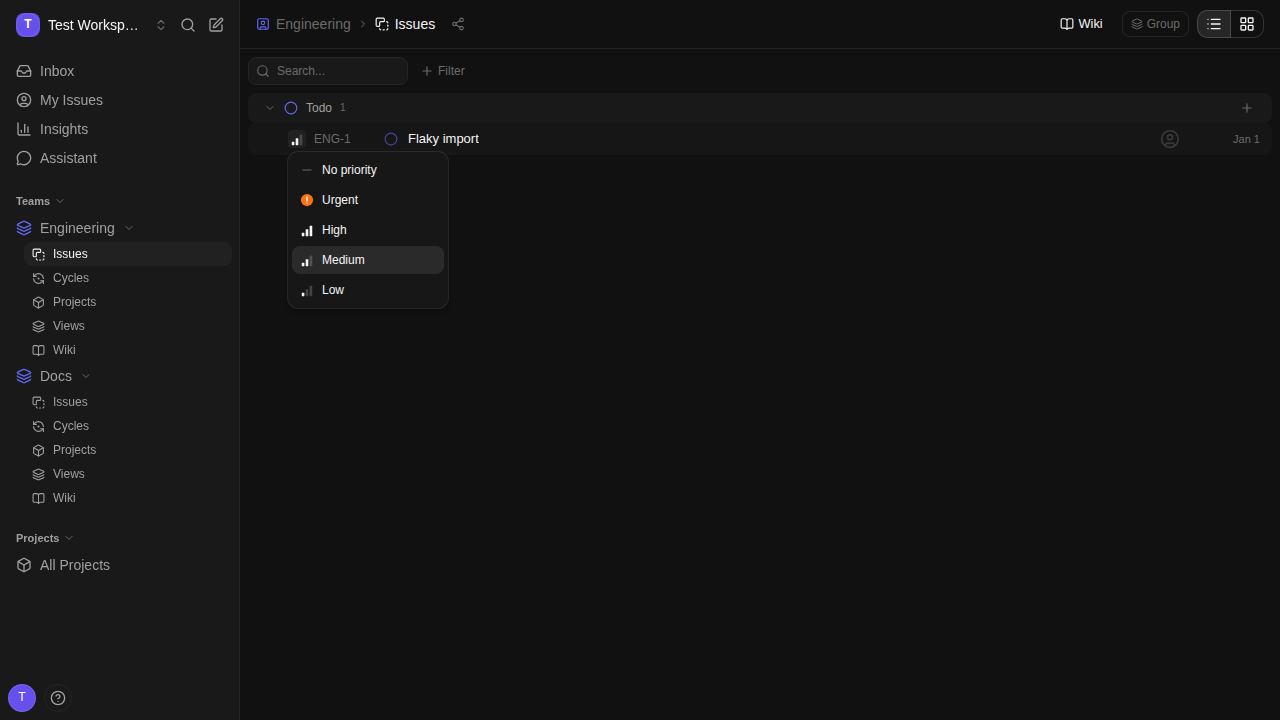 T Test Worksp…
Inbox
My Issues
Insights
Assistant
Teams
Engineering
Issues
Cycles
Projects
Views
Wiki
Docs
Issues
Cycles
Projects
Views
Wiki
Projects
All Projects
T
Engineering Issues
Wiki
Group
Search...
Filter
Todo 1
ENG-1 Flaky import Jan 1
No priority
Urgent
High
Medium
Low